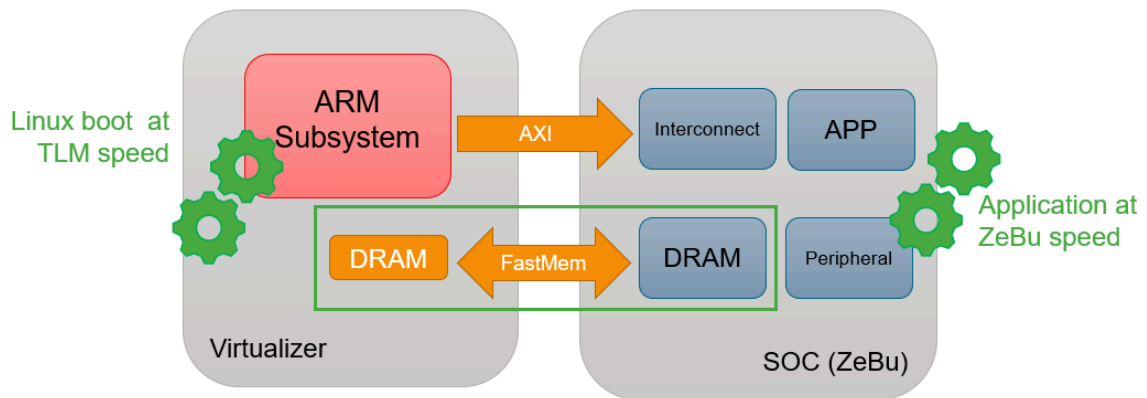 Linux boot at
TLM speed
ARM
Subsystem
AXI
Interconnect
APP
DRAM
FastMem
DRAM
Peripheral
Application at
ZeBu speed
Virtualizer
SOC (ZeBu)